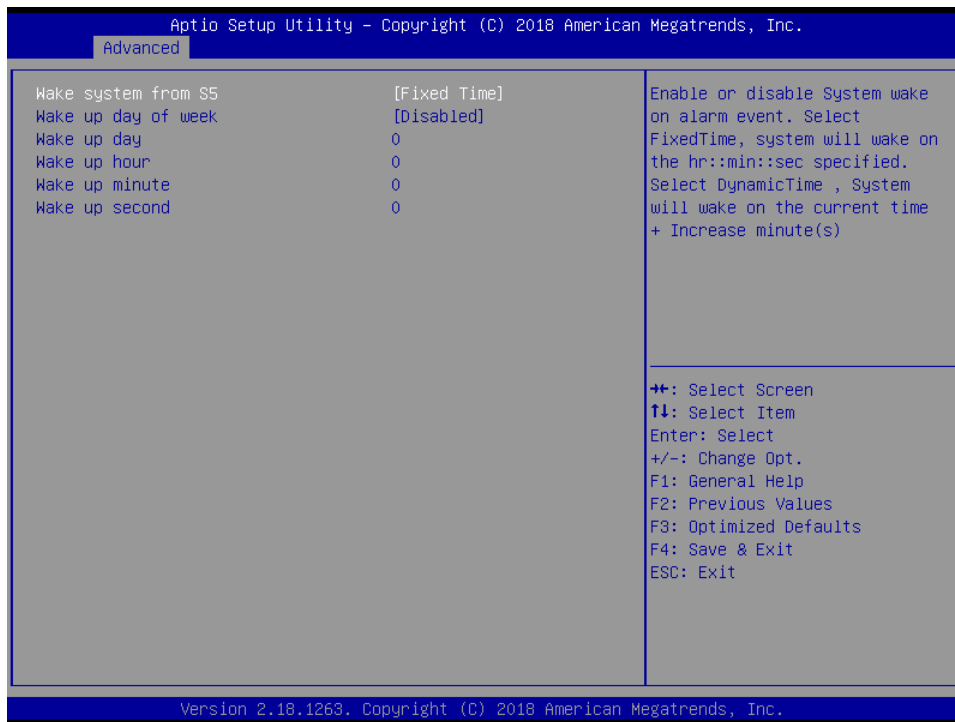 Aptio Setup Utility – Copyright (C) 2018 American Megatrends, Inc.
Advanced
Wake system from S5 [Fixed Time]
Wake up day of week [Disabled]
Wake up day 0
Wake up hour 0
Wake up minute 0
Wake up second 0
Enable or disable System wake
on alarm event. Select
FixedTime, system will wake on
the hr::min::sec specified.
Select DynamicTime , System
will wake on the current time
+ Increase minute(s)
→←: Select Screen
↑↓: Select Item
Enter: Select
+/-: Change Opt.
F1: General Help
F2: Previous Values
F3: Optimized Defaults
F4: Save & Exit
ESC: Exit
Version 2.18.1263. Copyright (C) 2018 American Megatrends, Inc.